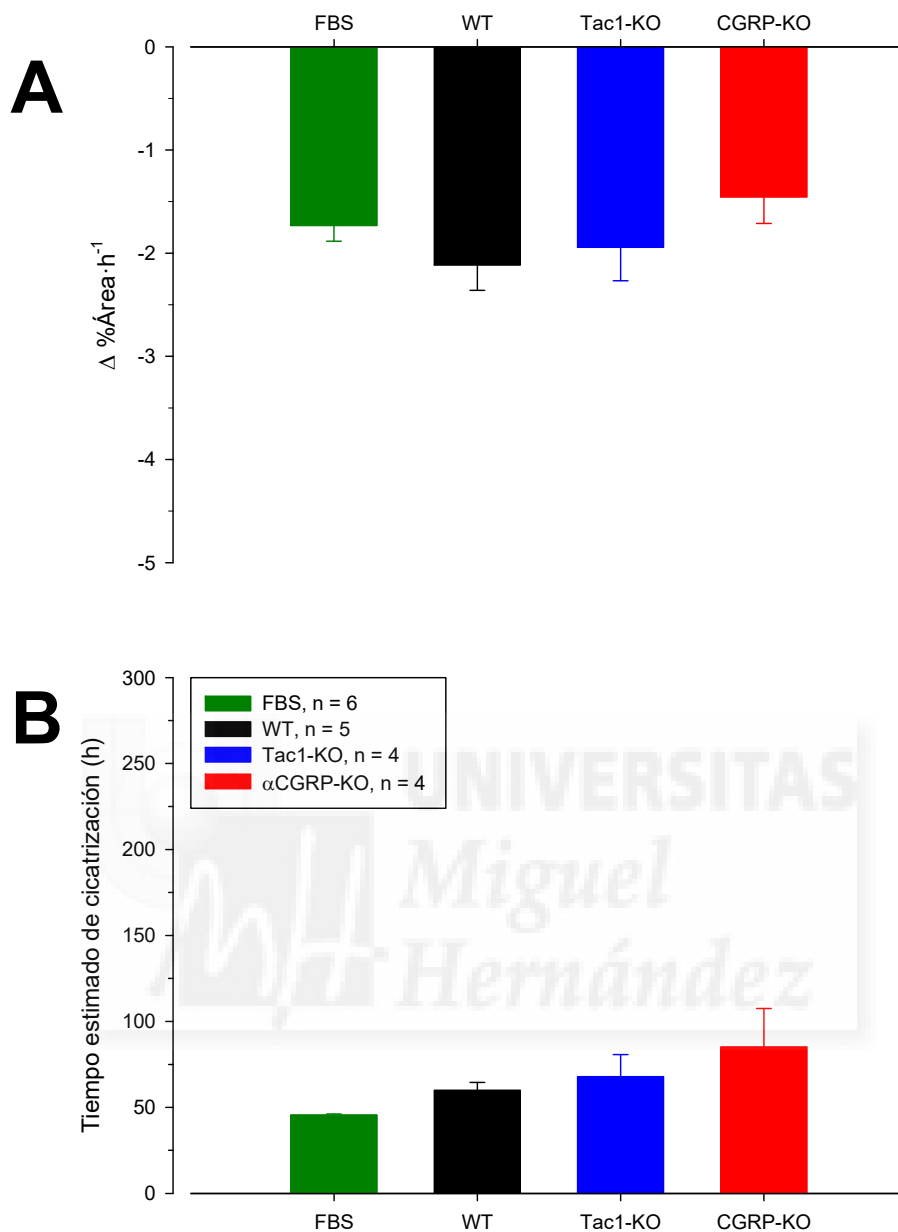 FBS WT Tac1-KO CGRP-KO
A
0
-1
-2
-3
-4
-5
Δ %Área·h⁻¹
B
300
250
200
150
100
50
0
Tiempo estimado de cicatrización (h)
FBS, n = 6
WT, n = 5
Tac1-KO, n = 4
αCGRP-KO, n = 4
UNIVERSITAS
Miguel
Hernández
FBS WT Tac1-KO CGRP-KO